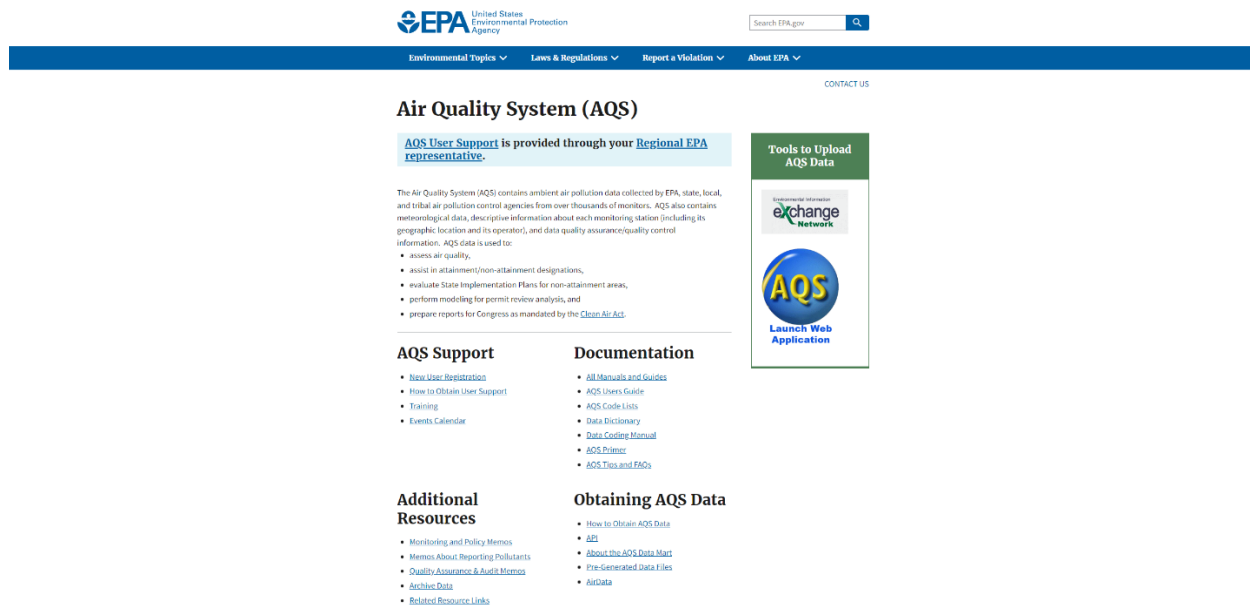 EPA United States
Environmental Protection
Agency
Search EPA.gov
Environmental Topics
Laws & Regulations
Report a Violation
About EPA
CONTACT US
Air Quality System (AQS)
AQS User Support is provided through your Regional EPA
representative.
The Air Quality System (AQS) contains ambient air pollution data collected by EPA, state, local,
and tribal air pollution control agencies from over thousands of monitors. AQS also contains
meteorological data, descriptive information about each monitoring station (including its
geographic location and its operator), and data quality assurance/quality control
information. AQS data is used to:
• assess air quality,
• assist in attainment/non-attainment designations,
• evaluate State Implementation Plans for non-attainment areas,
• perform modeling for permit review analysis, and
• prepare reports for Congress as mandated by the Clean Air Act.
Tools to Upload
AQS Data
Environmental Information
exchange
Network
AQS
Launch Web
Application
AQS Support
• New User Registration
• How to Obtain User Support
• Training
• Events Calendar
Documentation
• All Manuals and Guides
• AQS Users Guide
• AQS Code Lists
• Data Dictionary
• Data Coding Manual
• AQS Primer
• AQS Tips and FAQs
Additional
Resources
• Monitoring and Policy Memos
• Memos About Reporting Pollutants
• Quality Assurance & Audit Memos
• Archive Data
• Related Resource Links
Obtaining AQS Data
• How to Obtain AQS Data
• API
• About the AQS Data Mart
• Pre-Generated Data Files
• AirData